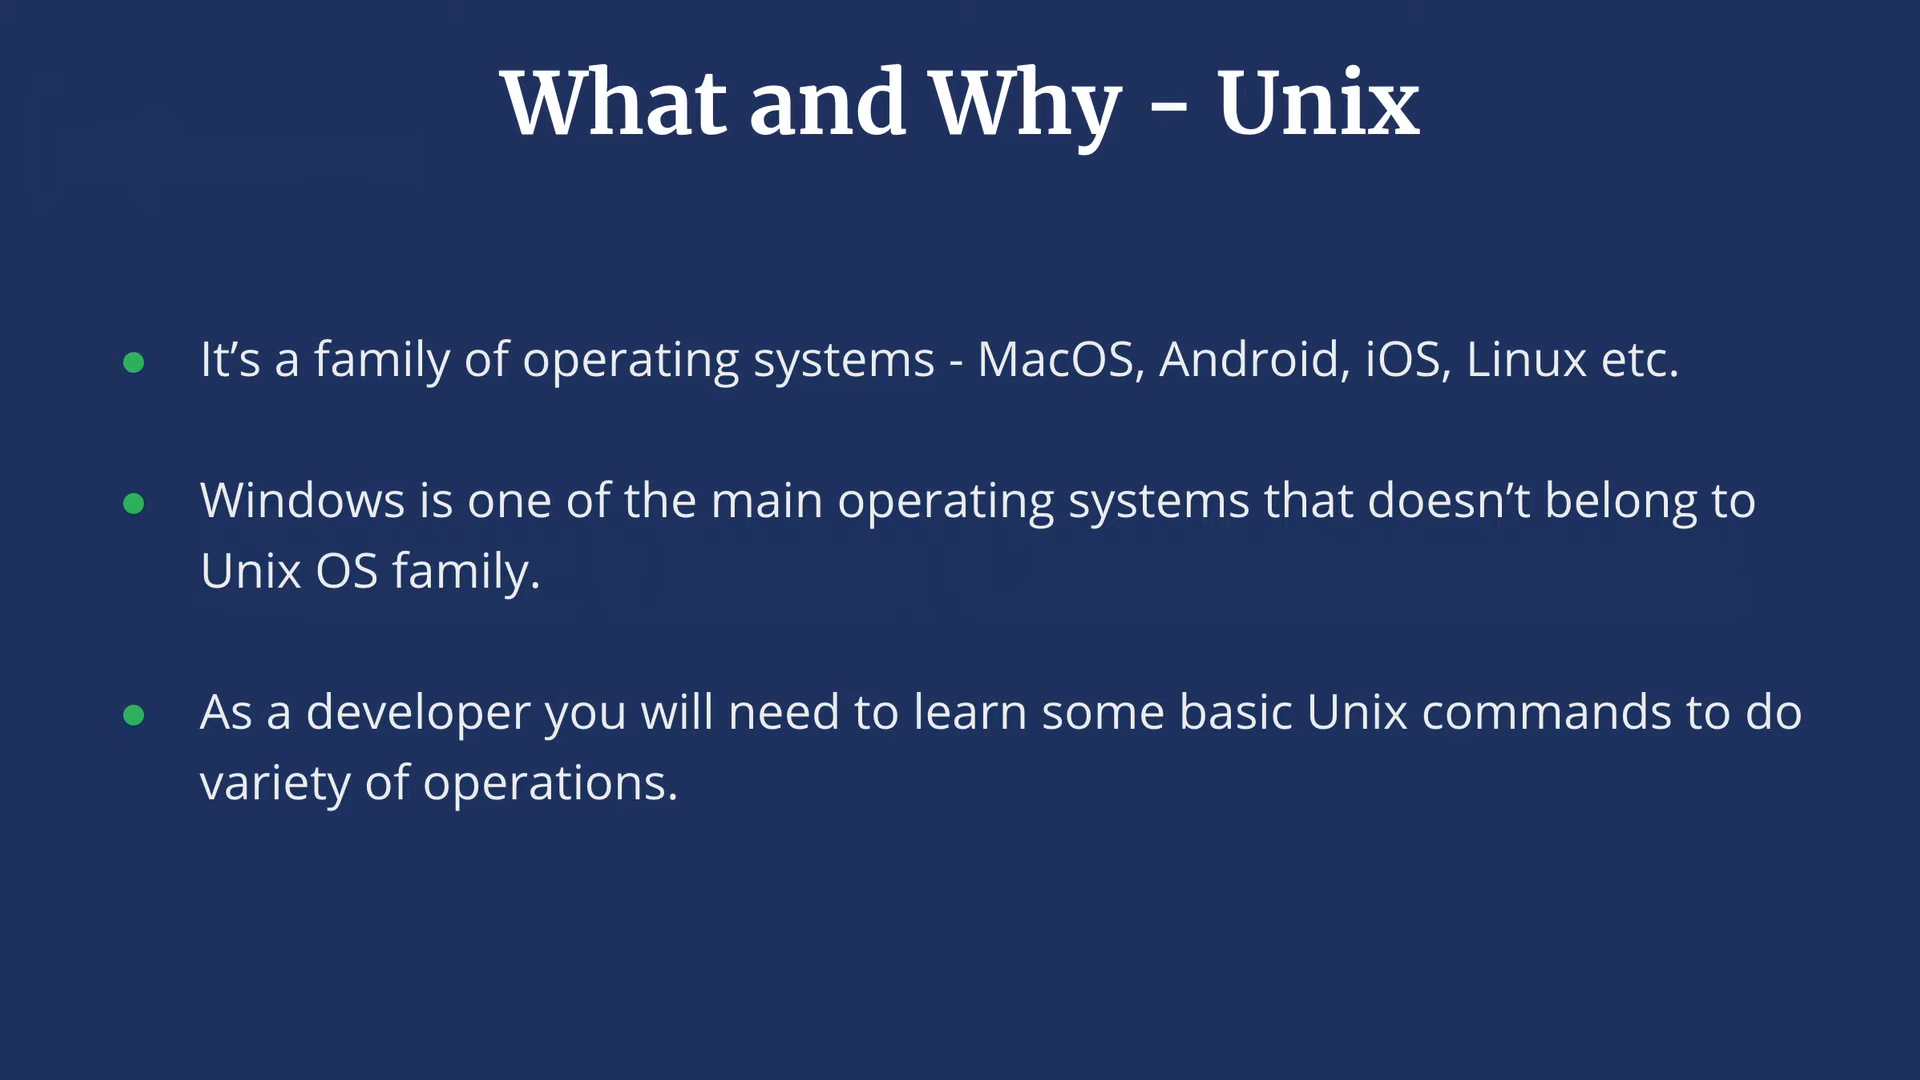 What and Why - Unix
It’s a family of operating systems - MacOS, Android, iOS, Linux etc.
Windows is one of the main operating systems that doesn’t belong to
Unix OS family.
As a developer you will need to learn some basic Unix commands to do
variety of operations.